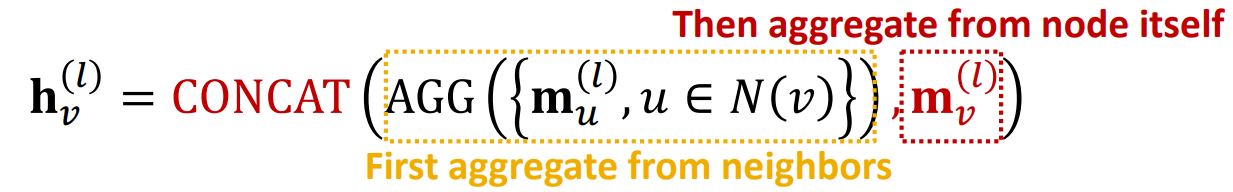 Then aggregate from node itself
𝐡_v^(l) = CONCAT(AGG({𝐦_u^(l), u ∈ N(v)}), 𝐦_v^(l))
First aggregate from neighbors